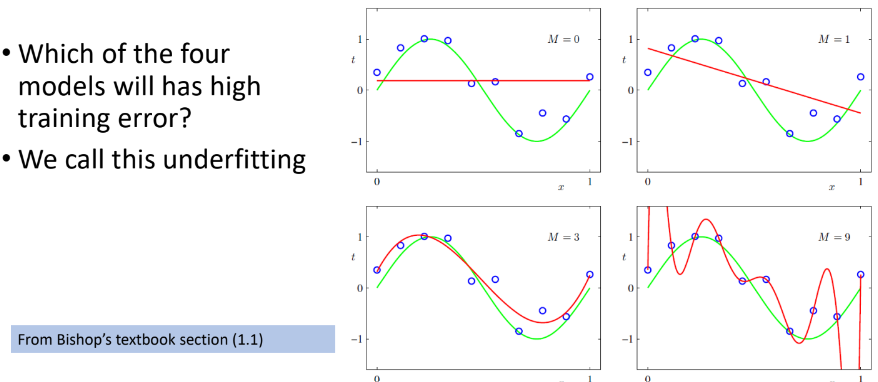 • Which of the four
models will has high
training error?
• We call this underfitting
From Bishop's textbook section (1.1)
M = 0
1
t
0
−1
0
x
1
M = 1
1
t
0
−1
0
x
1
M = 3
1
t
0
−1
0
1
M = 9
1
t
0
−1
0
1